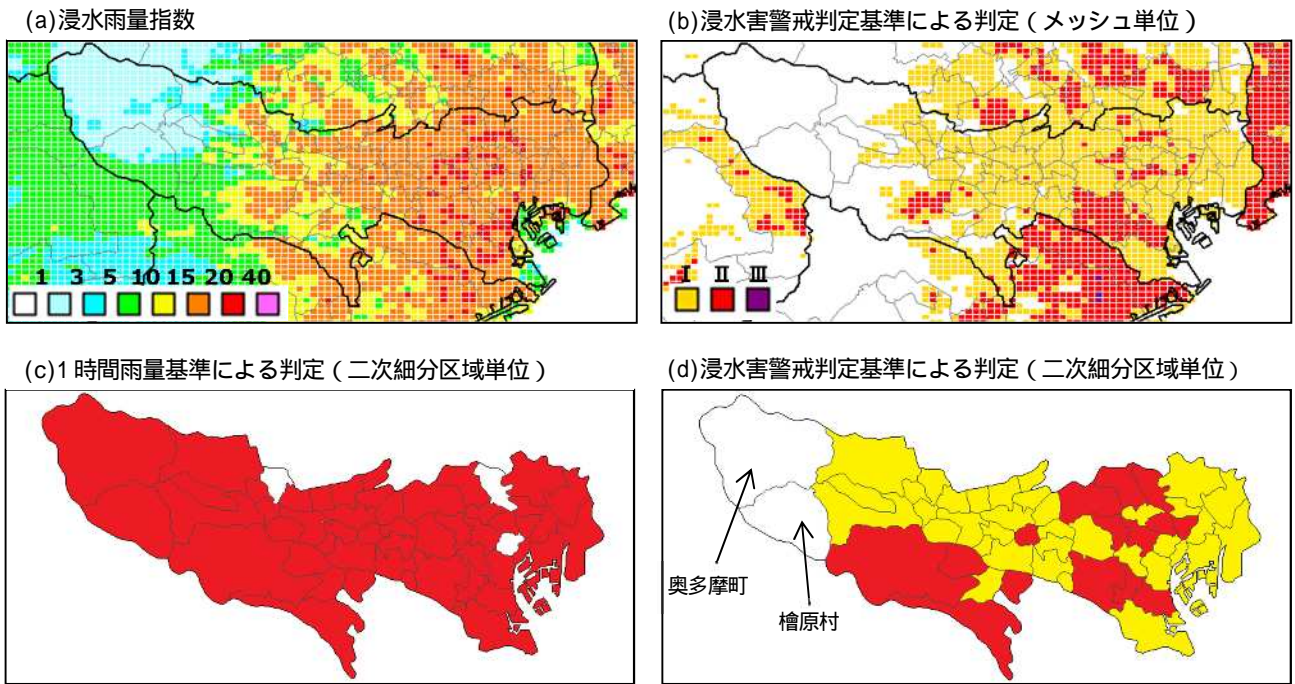 (a)浸水雨量指数
(b)浸水害警戒判定基準による判定（メッシュ単位）
1 3 5 10 15 20 40
I II III
(c)1時間雨量基準による判定（二次細分区域単位）
(d)浸水害警戒判定基準による判定（二次細分区域単位）
奥多摩町
檜原村